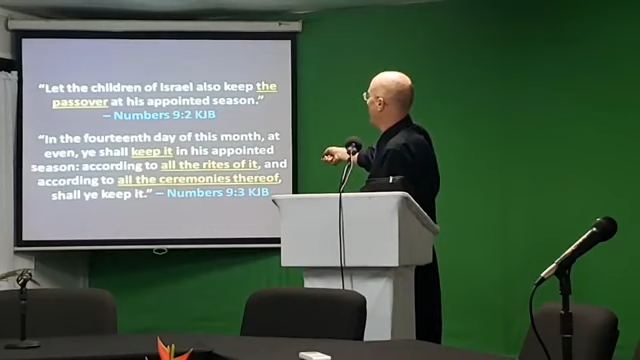 “Let the children of Israel also keep the
passover at his appointed season.”
– Numbers 9:2 KJB
“In the fourteenth day of this month, at
even, ye shall keep it in his appointed
season: according to all the rites of it, and
according to all the ceremonies thereof,
shall ye keep it.” – Numbers 9:3 KJB